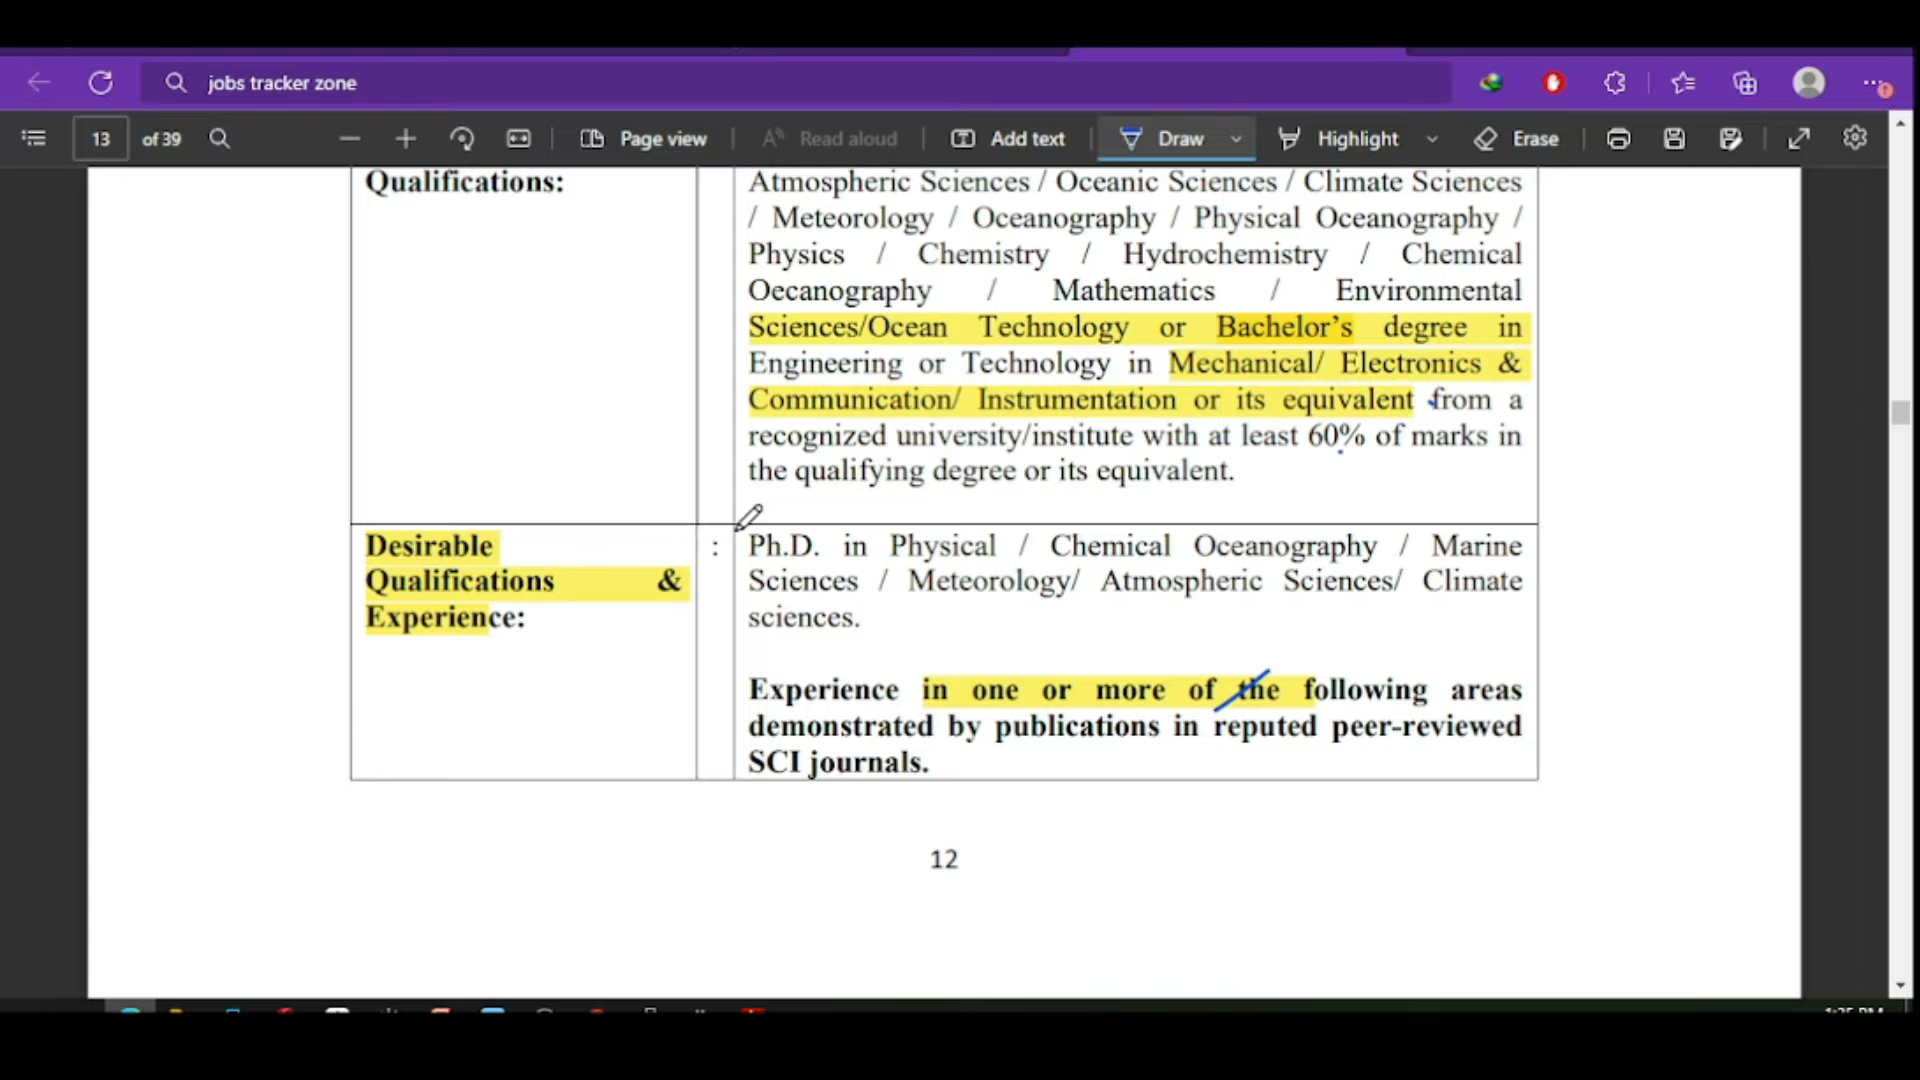 jobs tracker zone
13 of 39 Page view Read aloud Add text Draw Highlight Erase
Qualifications:
Atmospheric Sciences / Oceanic Sciences / Climate Sciences
/ Meteorology / Oceanography / Physical Oceanography /
Physics / Chemistry / Hydrochemistry / Chemical
Oecanography / Mathematics / Environmental
Sciences/Ocean Technology or Bachelor’s degree in
Engineering or Technology in Mechanical/ Electronics &
Communication/ Instrumentation or its equivalent from a
recognized university/institute with at least 60% of marks in
the qualifying degree or its equivalent.
Desirable
Qualifications &
Experience:
:
Ph.D. in Physical / Chemical Oceanography / Marine
Sciences / Meteorology/ Atmospheric Sciences/ Climate
sciences.
Experience in one or more of the following areas
demonstrated by publications in reputed peer-reviewed
SCI journals.
12